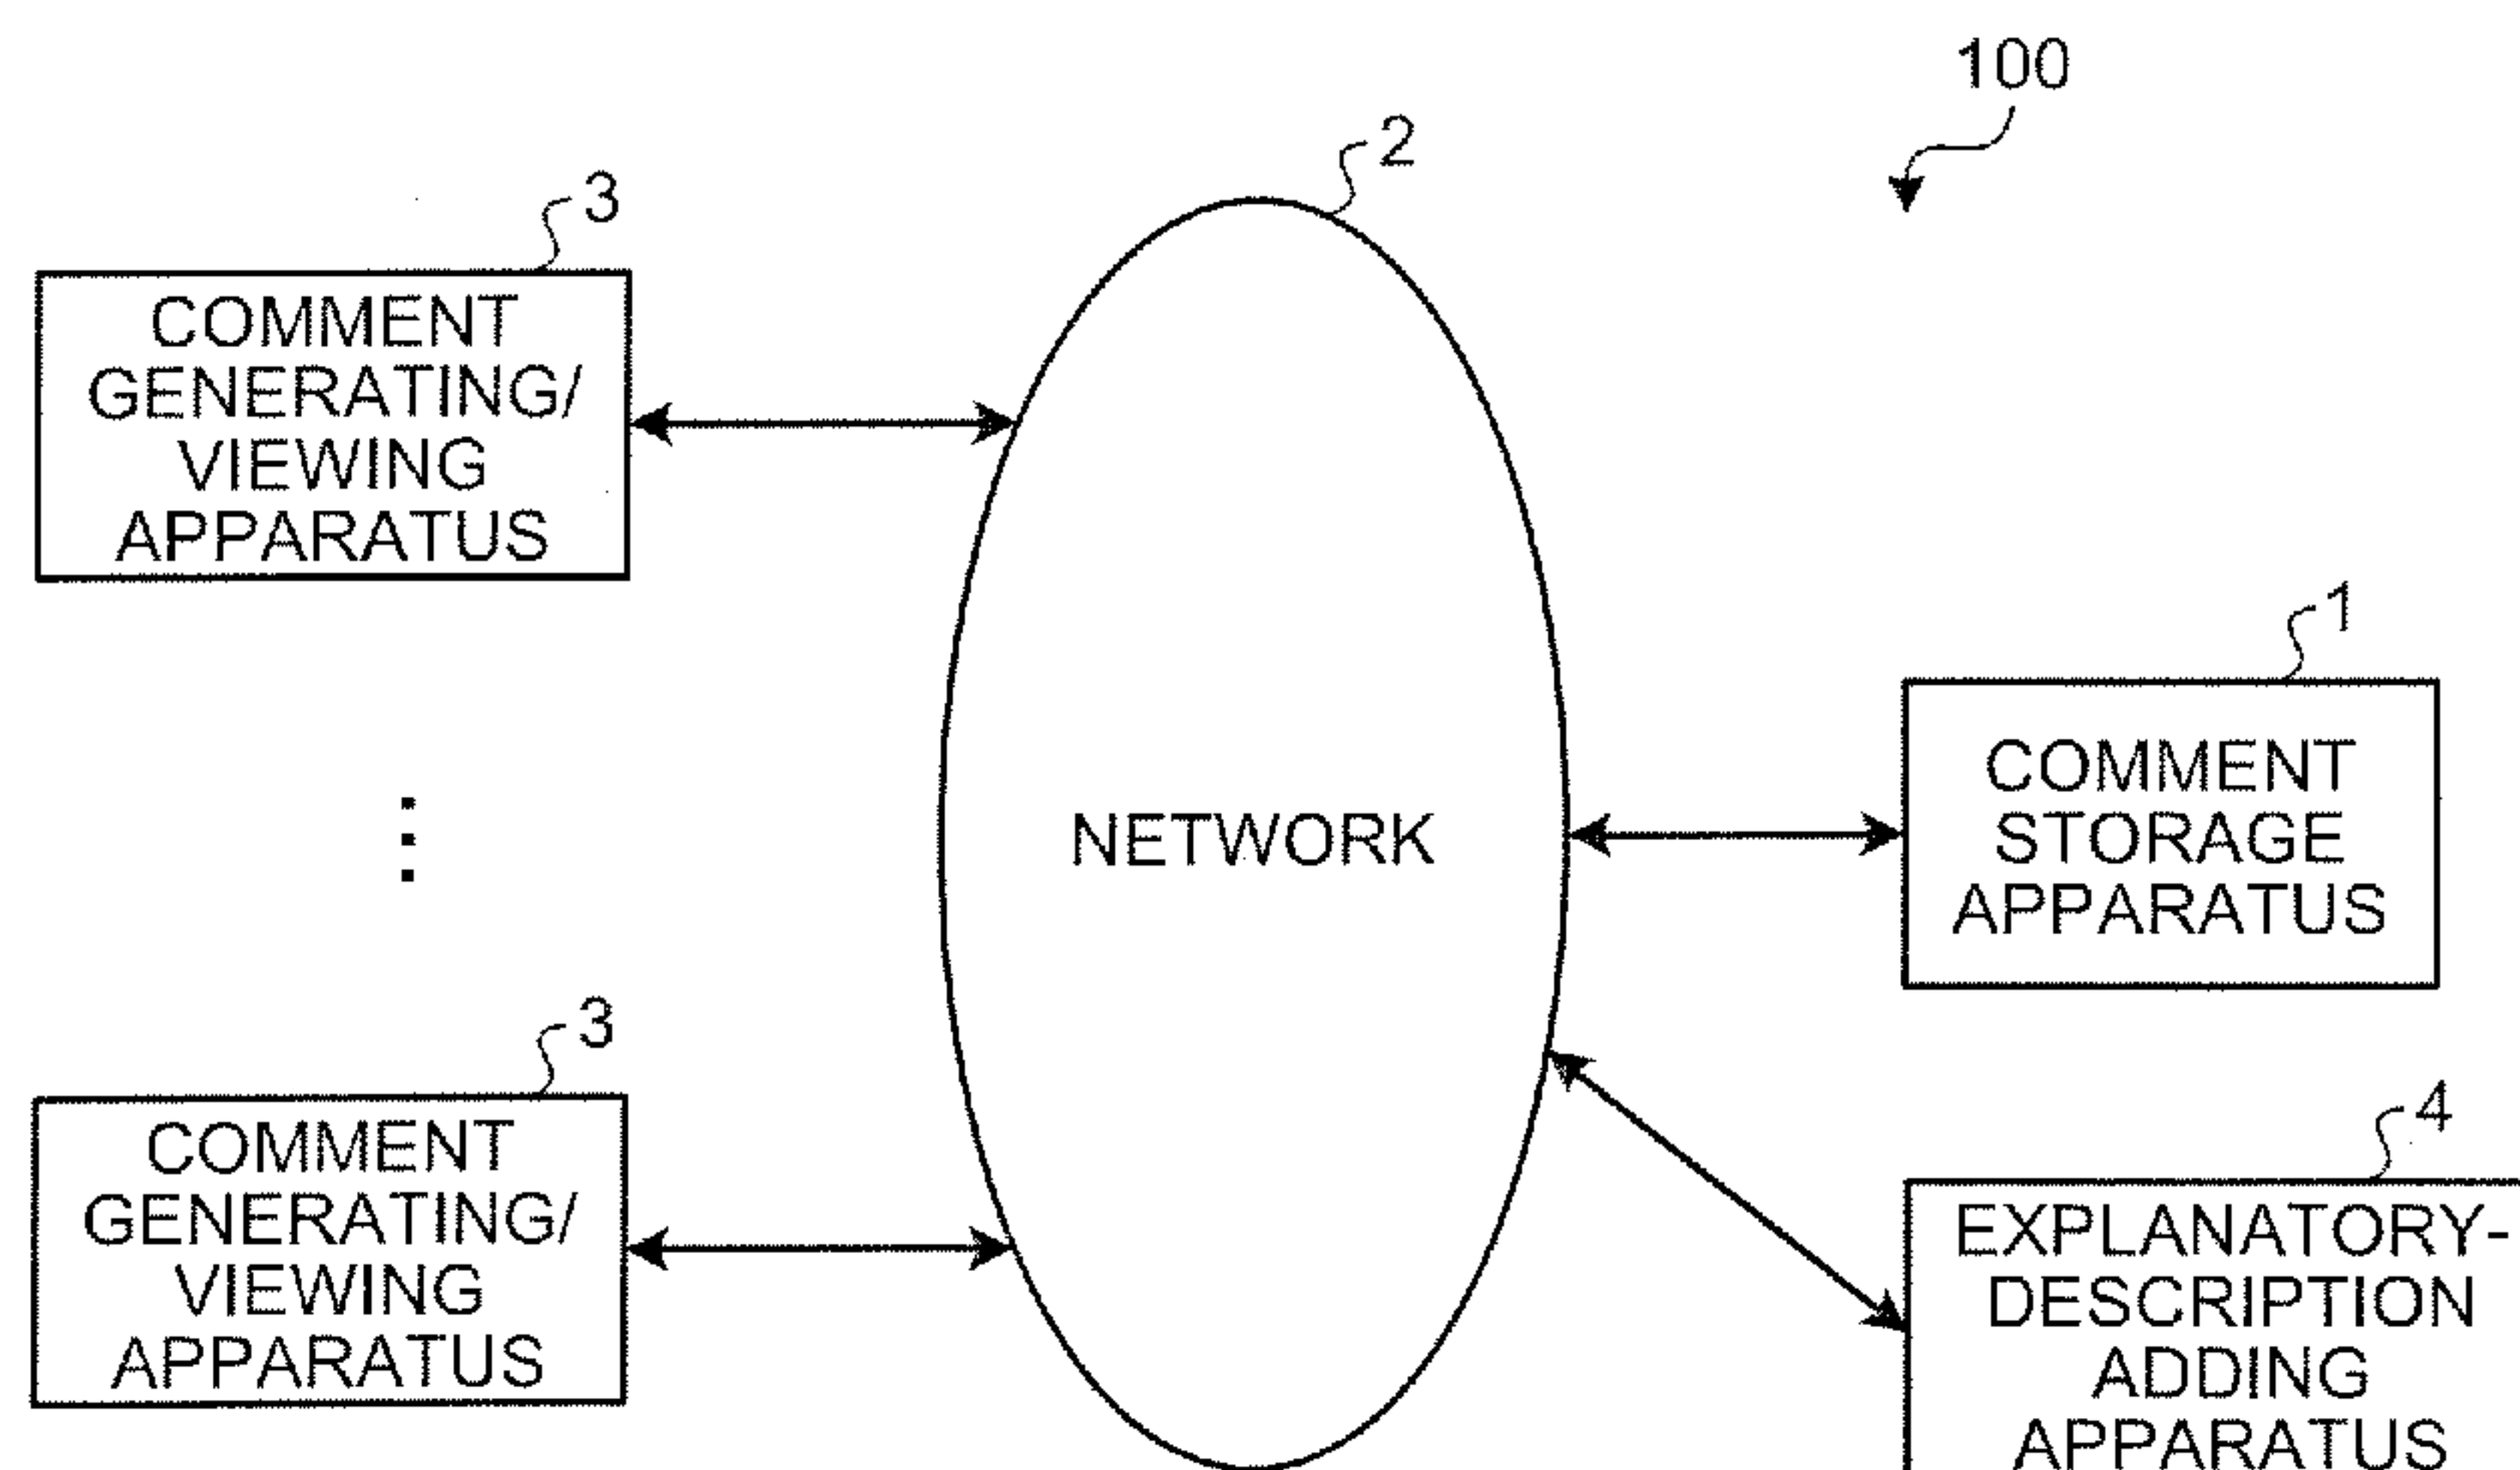 100
2
3
COMMENT
GENERATING/
VIEWING
APPARATUS
1
NETWORK
COMMENT
STORAGE
APPARATUS
3
COMMENT
GENERATING/
VIEWING
APPARATUS
4
EXPLANATORY-
DESCRIPTION
ADDING
APPARATUS